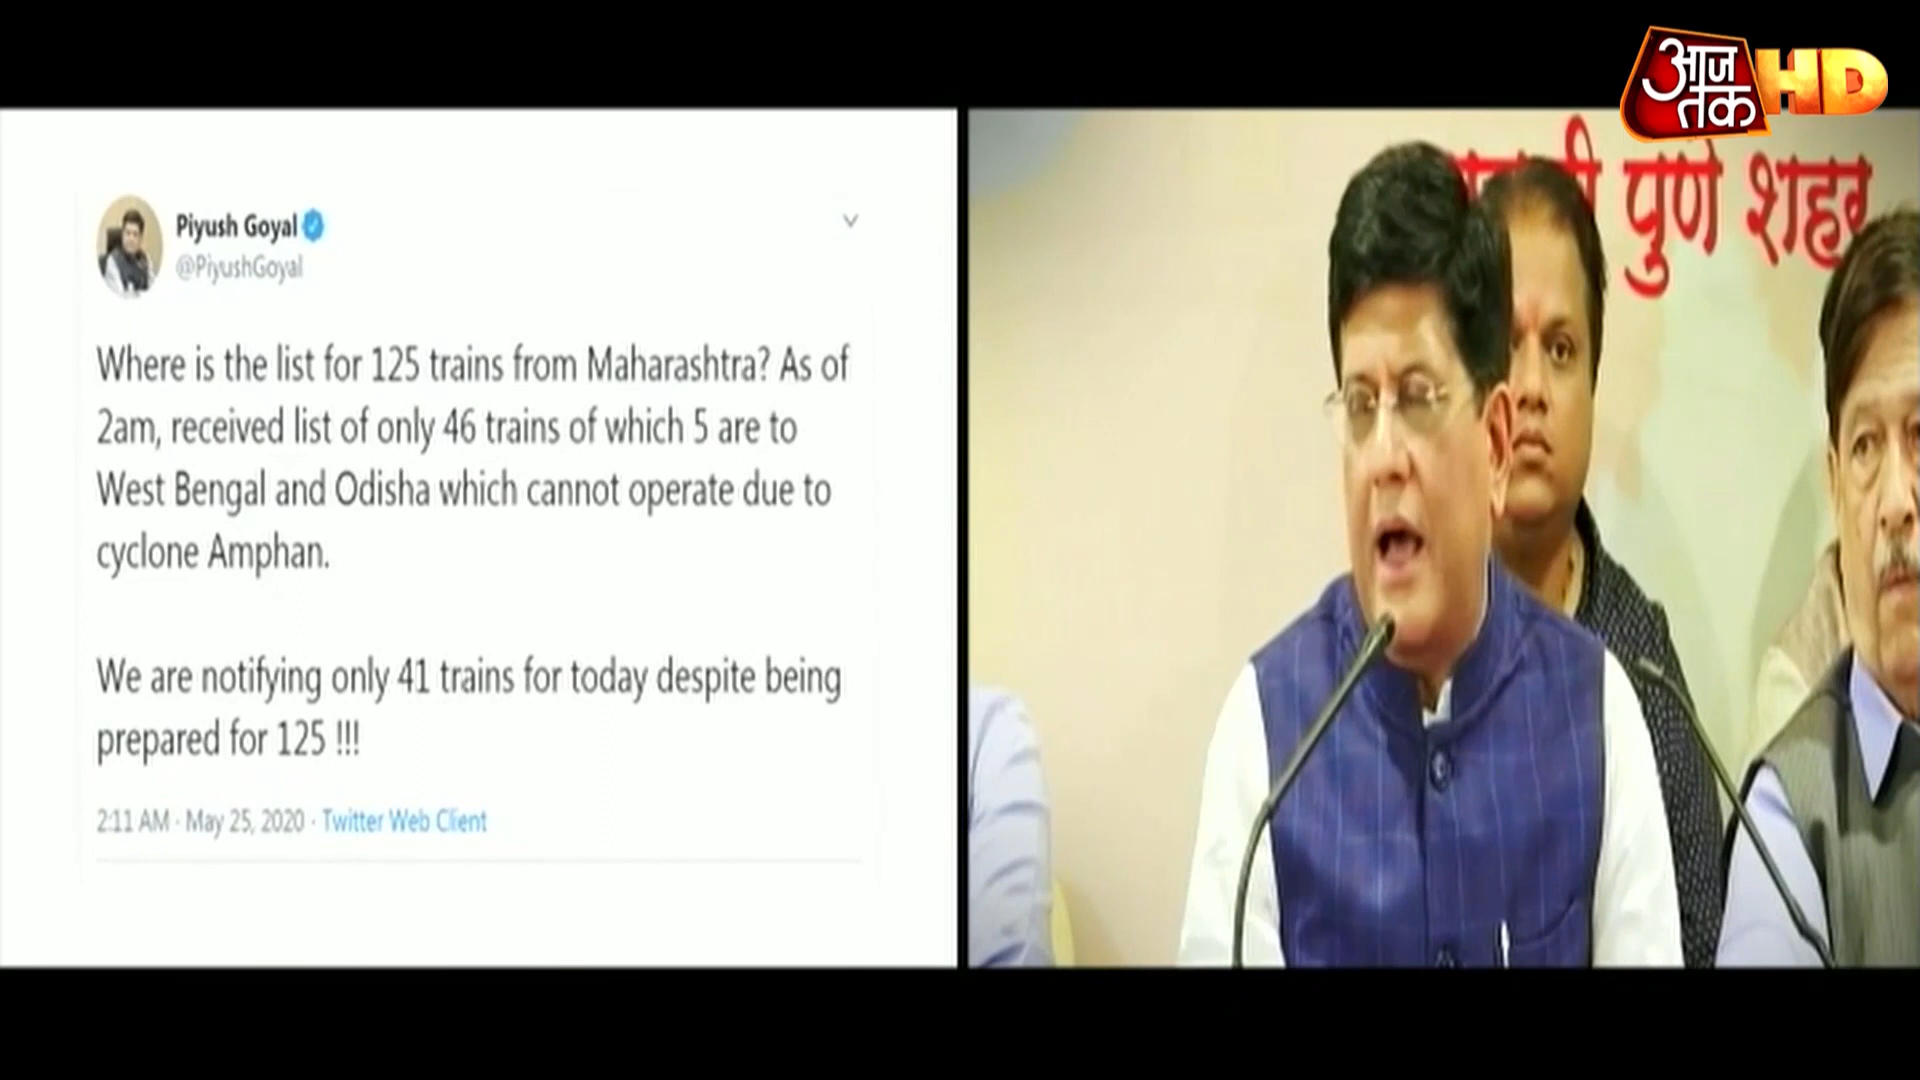 आज
तक
HD
Piyush Goyal
@PiyushGoyal
Where is the list for 125 trains from Maharashtra? As of
2am, received list of only 46 trains of which 5 are to
West Bengal and Odisha which cannot operate due to
cyclone Amphan.
We are notifying only 41 trains for today despite being
prepared for 125 !!!
2:11 AM · May 25, 2020 · Twitter Web Client
पुणे शहर